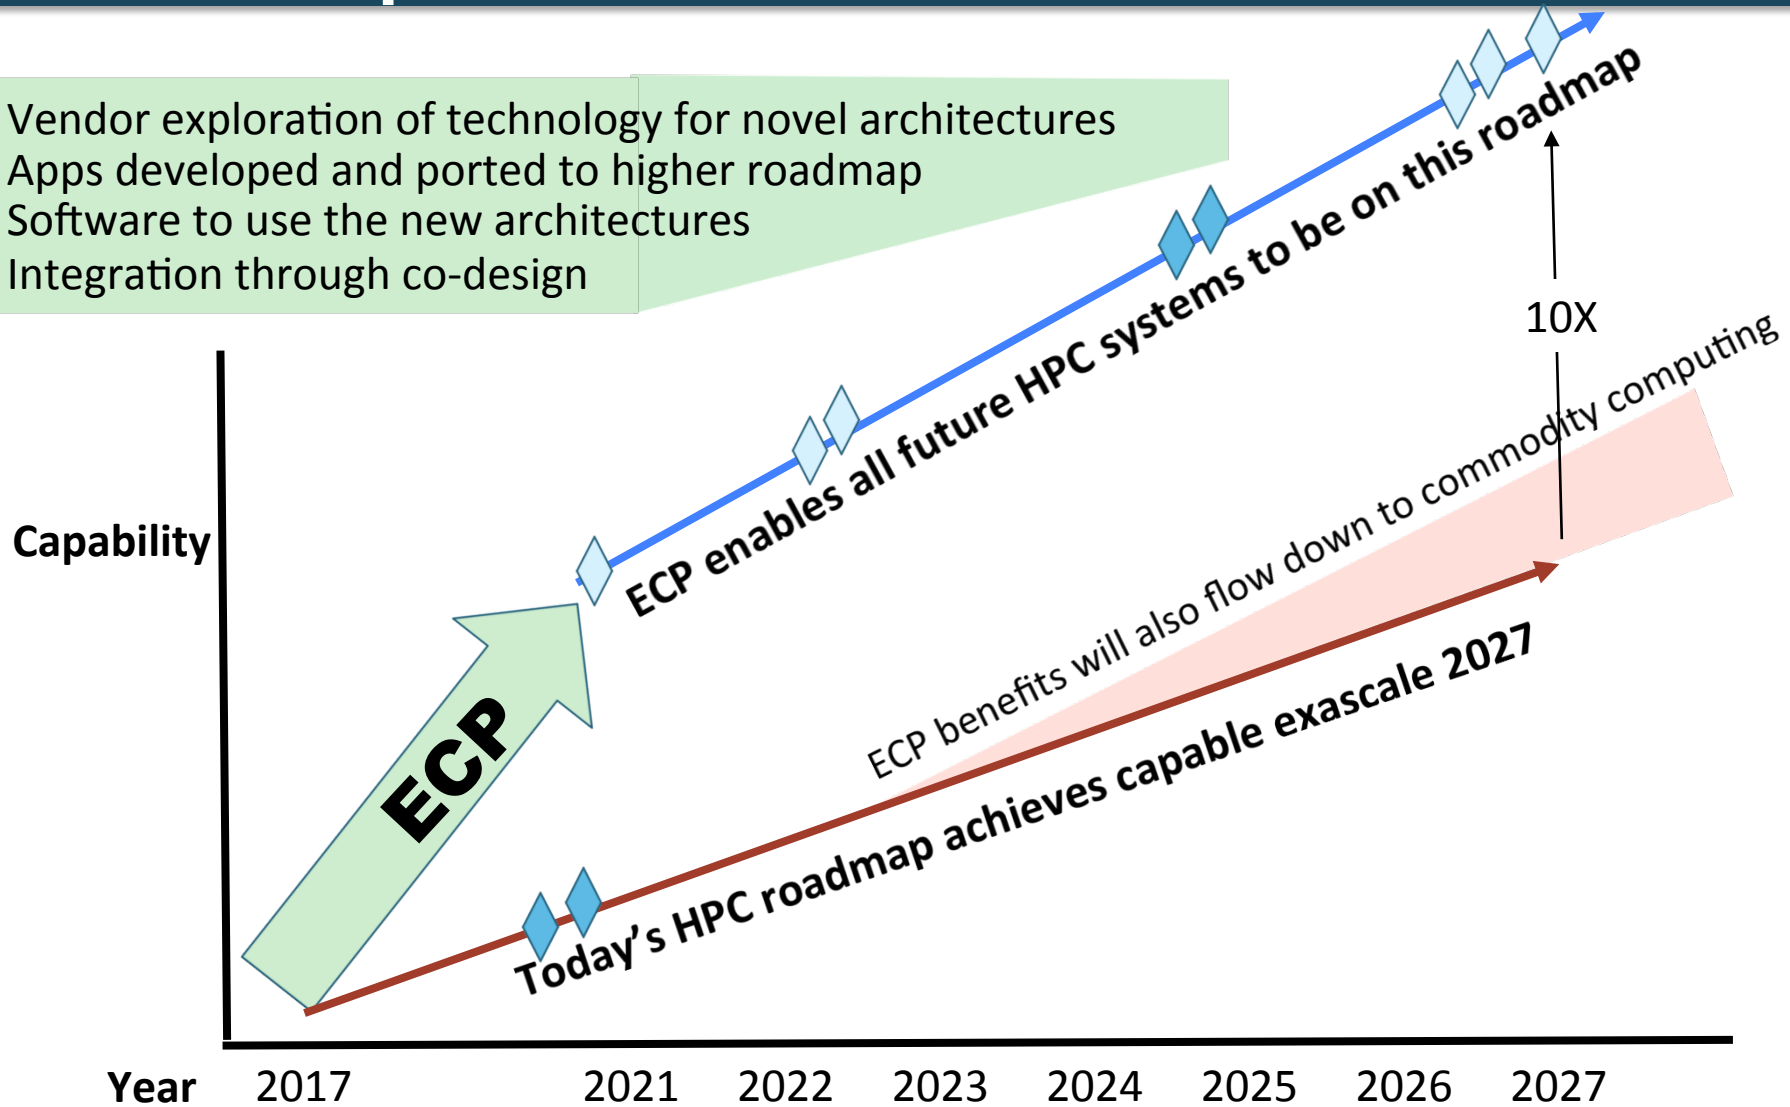 Vendor exploration of technology for novel architectures
Apps developed and ported to higher roadmap
Software to use the new architectures
Integration through co-design
ECP enables all future HPC systems to be on this roadmap
10X
ECP benefits will also flow down to commodity computing
Capability
ECP
Today's HPC roadmap achieves capable exascale 2027
Year 2017 2021 2022 2023 2024 2025 2026 2027